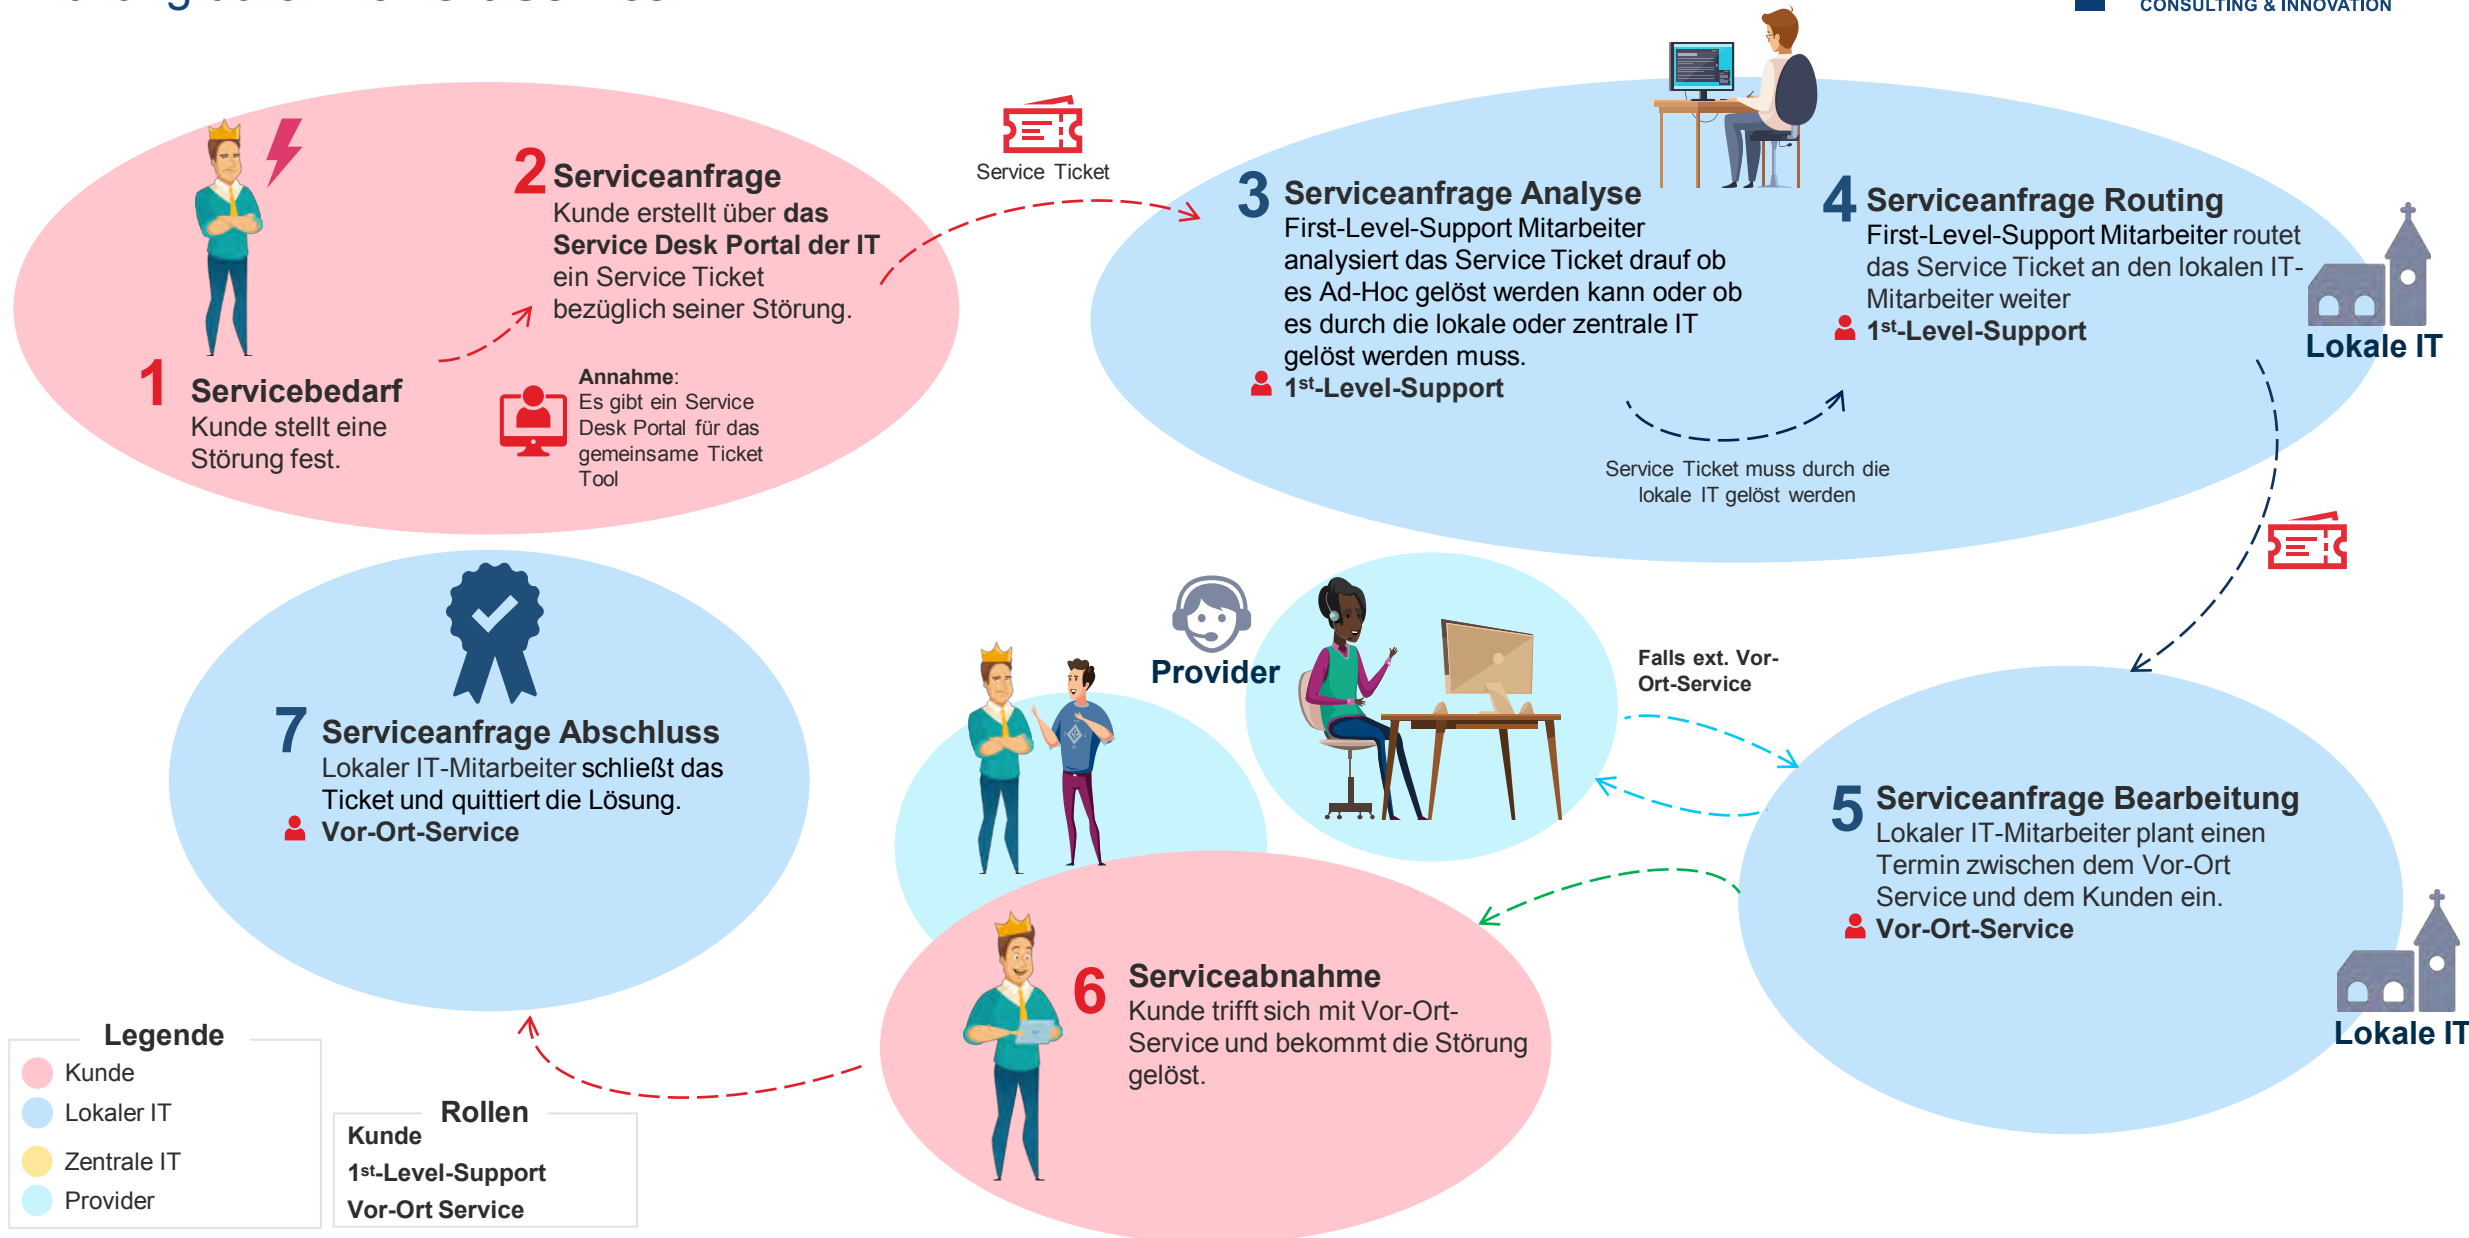 CONSULTING & INNOVATION
1 Servicebedarf
Kunde stellt eine
Störung fest.
2 Serviceanfrage
Kunde erstellt über das
Service Desk Portal der IT
ein Service Ticket
bezüglich seiner Störung.
Annahme:
Es gibt ein Service
Desk Portal für das
gemeinsame Ticket
Tool
Service Ticket
3 Serviceanfrage Analyse
First-Level-Support Mitarbeiter
analysiert das Service Ticket drauf ob
es Ad-Hoc gelöst werden kann oder ob
es durch die lokale oder zentrale IT
gelöst werden muss.
1st-Level-Support
Service Ticket muss durch die
lokale IT gelöst werden
4 Serviceanfrage Routing
First-Level-Support Mitarbeiter routet
das Service Ticket an den lokalen IT-
Mitarbeiter weiter
1st-Level-Support
Lokale IT
Provider
Falls ext. Vor-
Ort-Service
5 Serviceanfrage Bearbeitung
Lokaler IT-Mitarbeiter plant einen
Termin zwischen dem Vor-Ort
Service und dem Kunden ein.
Vor-Ort-Service
Lokale IT
6 Serviceabnahme
Kunde trifft sich mit Vor-Ort-
Service und bekommt die Störung
gelöst.
7 Serviceanfrage Abschluss
Lokaler IT-Mitarbeiter schließt das
Ticket und quittiert die Lösung.
Vor-Ort-Service
Legende
Kunde
Lokaler IT
Zentrale IT
Provider
Rollen
Kunde
1st-Level-Support
Vor-Ort Service